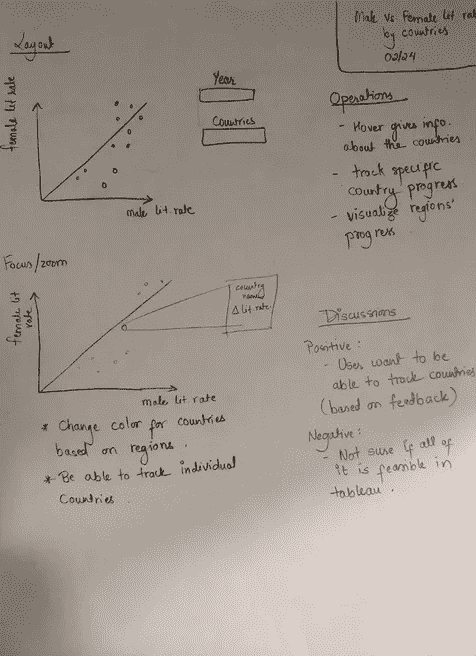 Layout
female lit rate
male lit.rate
Year
Countries
Male vs Female lit rate
by countries
02/24
Operations
- Hover gives info.
about the countries
- track specific
country progress
- visualize regions'
progress
Focus/zoom
female lit
rate
male lit.rate
country
name
Δ lit.rate
* Change color for countries
based on regions.
* Be able to track individual
Countries.
Discussions
Positive:
- Users want to be
able to track countries
(based on feedback)
Negative:
- Not sure if all of
it is feasible in
tableau.